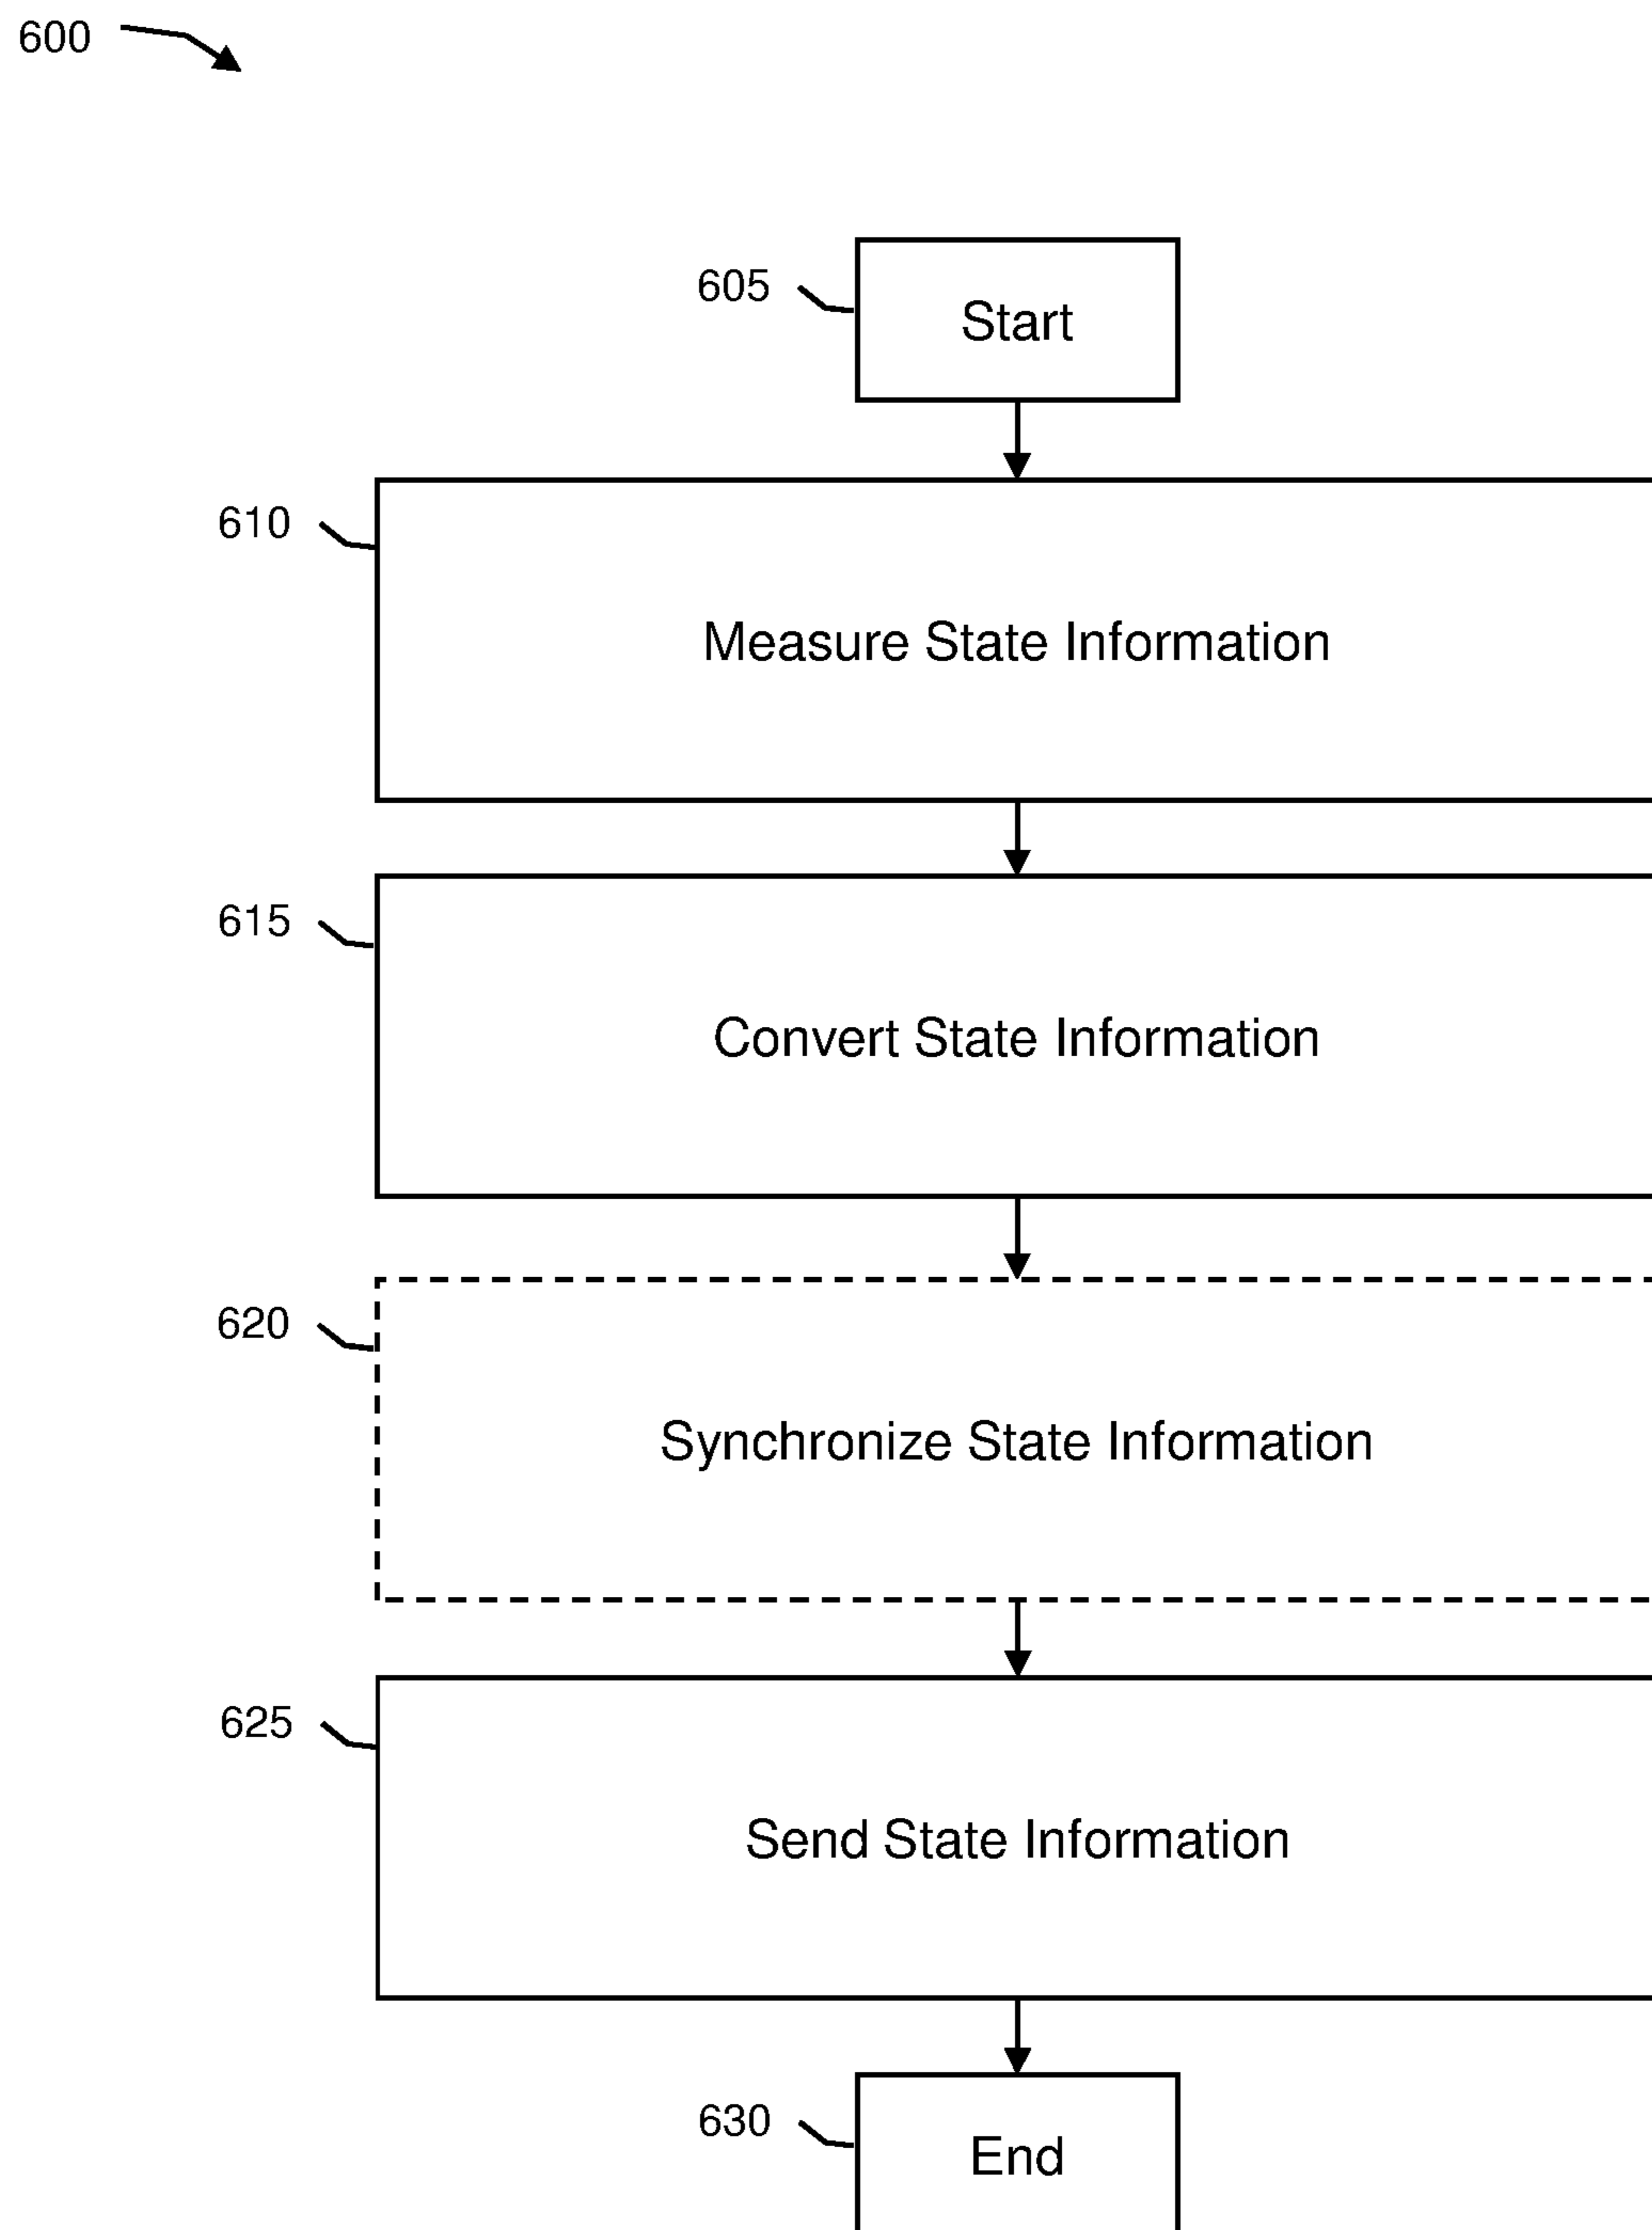 600
605
Start
610
Measure State Information
615
Convert State Information
620
Synchronize State Information
625
Send State Information
630
End